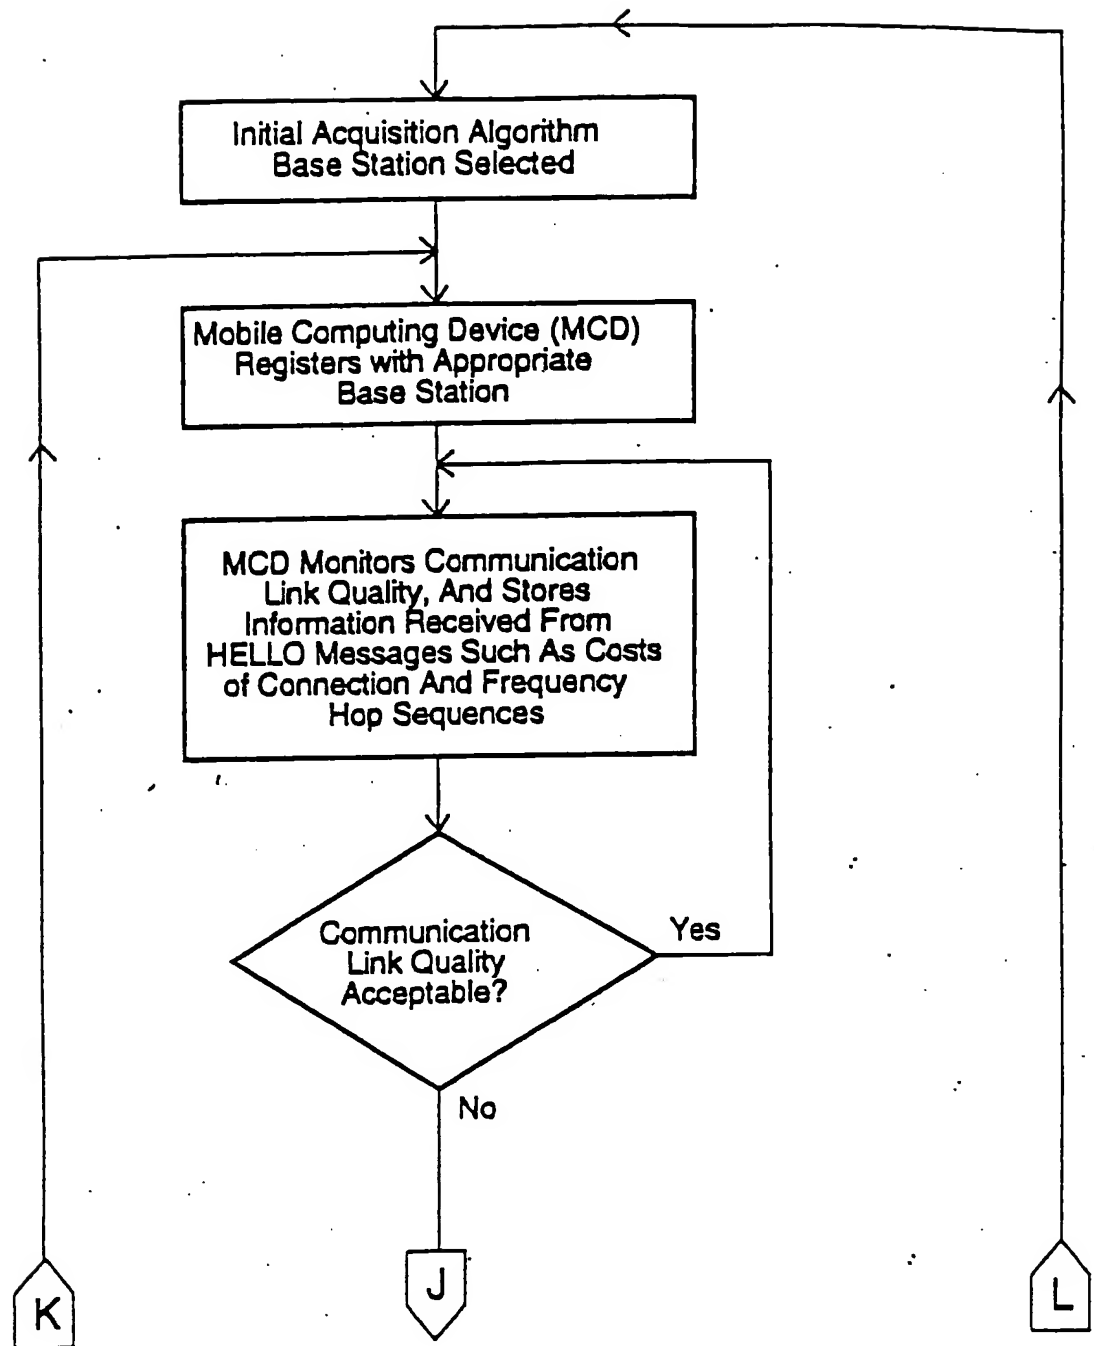 Initial Acquisition Algorithm
Base Station Selected
Mobile Computing Device (MCD)
Registers with Appropriate
Base Station
MCD Monitors Communication
Link Quality, And Stores
Information Received From
HELLO Messages Such As Costs
of Connection And Frequency
Hop Sequences
Communication
Link Quality
Acceptable?
Yes
No
K
J
L